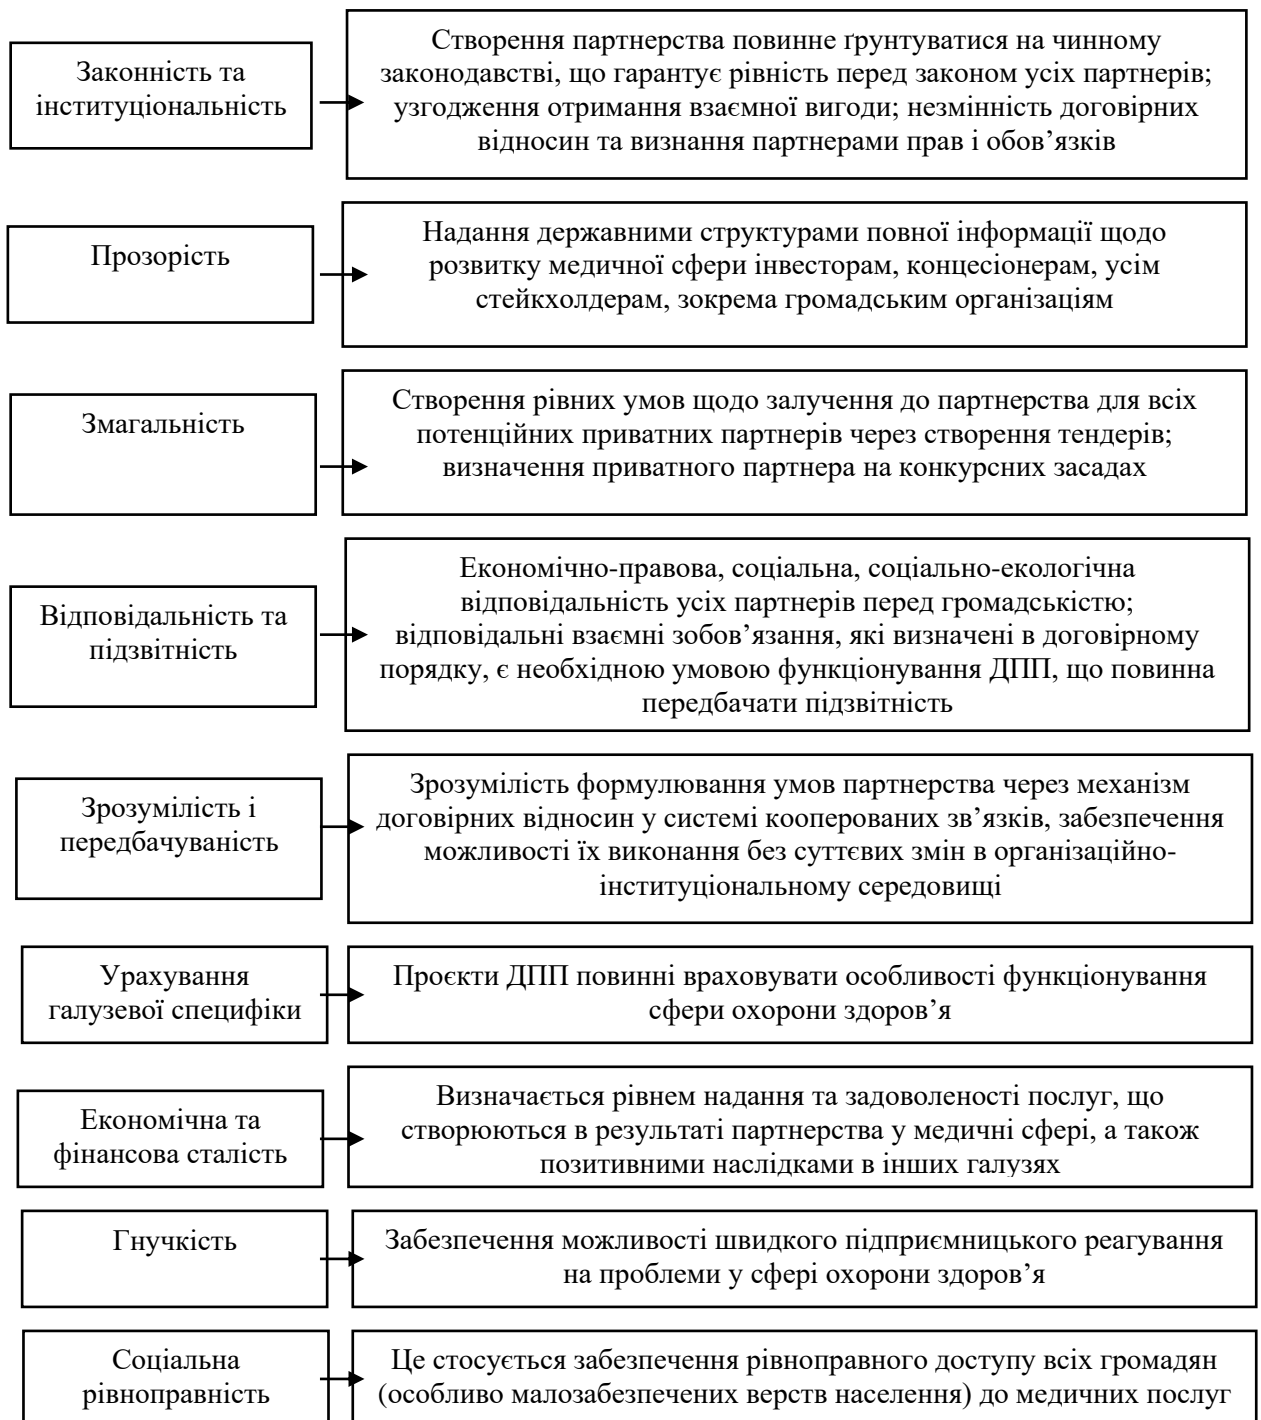 Законність та
інституціональність
Створення партнерства повинне ґрунтуватися на чинному
законодавстві, що гарантує рівність перед законом усіх партнерів;
узгодження отримання взаємної вигоди; незмінність договірних
відносин та визнання партнерами прав і обов’язків
Прозорість
Надання державними структурами повної інформації щодо
розвитку медичної сфери інвесторам, концесіонерам, усім
стейкхолдерам, зокрема громадським організаціям
Змагальність
Створення рівних умов щодо залучення до партнерства для всіх
потенційних приватних партнерів через створення тендерів;
визначення приватного партнера на конкурсних засадах
Відповідальність та
підзвітність
Економічно-правова, соціальна, соціально-екологічна
відповідальність усіх партнерів перед громадськістю;
відповідальні взаємні зобов’язання, які визначені в договірному
порядку, є необхідною умовою функціонування ДПП, що повинна
передбачати підзвітність
Зрозумілість і
передбачуваність
Зрозумілість формулювання умов партнерства через механізм
договірних відносин у системі кооперованих зв’язків, забезпечення
можливості їх виконання без суттєвих змін в організаційно-
інституціональному середовищі
Урахування
галузевої специфіки
Проєкти ДПП повинні враховувати особливості функціонування
сфери охорони здоров’я
Економічна та
фінансова сталість
Визначається рівнем надання та задоволеності послуг, що
створюються в результаті партнерства у медичні сфері, а також
позитивними наслідками в інших галузях
Гнучкість
Забезпечення можливості швидкого підприємницького реагування
на проблеми у сфері охорони здоров’я
Соціальна
рівноправність
Це стосується забезпечення рівноправного доступу всіх громадян
(особливо малозабезпечених верств населення) до медичних послуг